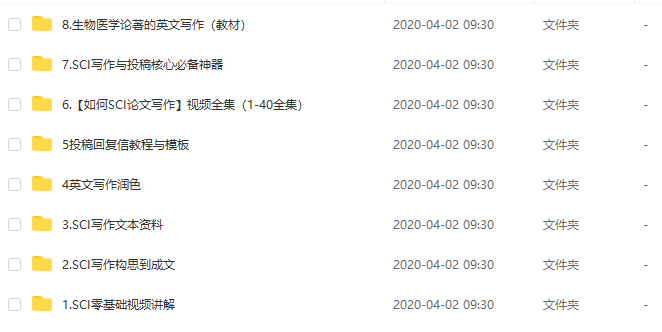 8.生物医学论著的英文写作（教材） 2020-04-02 09:30 文件夹 -
7.SCI写作与投稿核心必备神器 2020-04-02 09:30 文件夹 -
6.【如何SCI论文写作】视频全集（1-40全集） 2020-04-02 09:30 文件夹 -
5投稿回复信教程与模板 2020-04-02 09:30 文件夹 -
4英文写作润色 2020-04-02 09:30 文件夹 -
3.SCI写作文本资料 2020-04-02 09:30 文件夹 -
2.SCI写作构思到成文 2020-04-02 09:30 文件夹 -
1.SCI零基础视频讲解 2020-04-02 09:30 文件夹 -